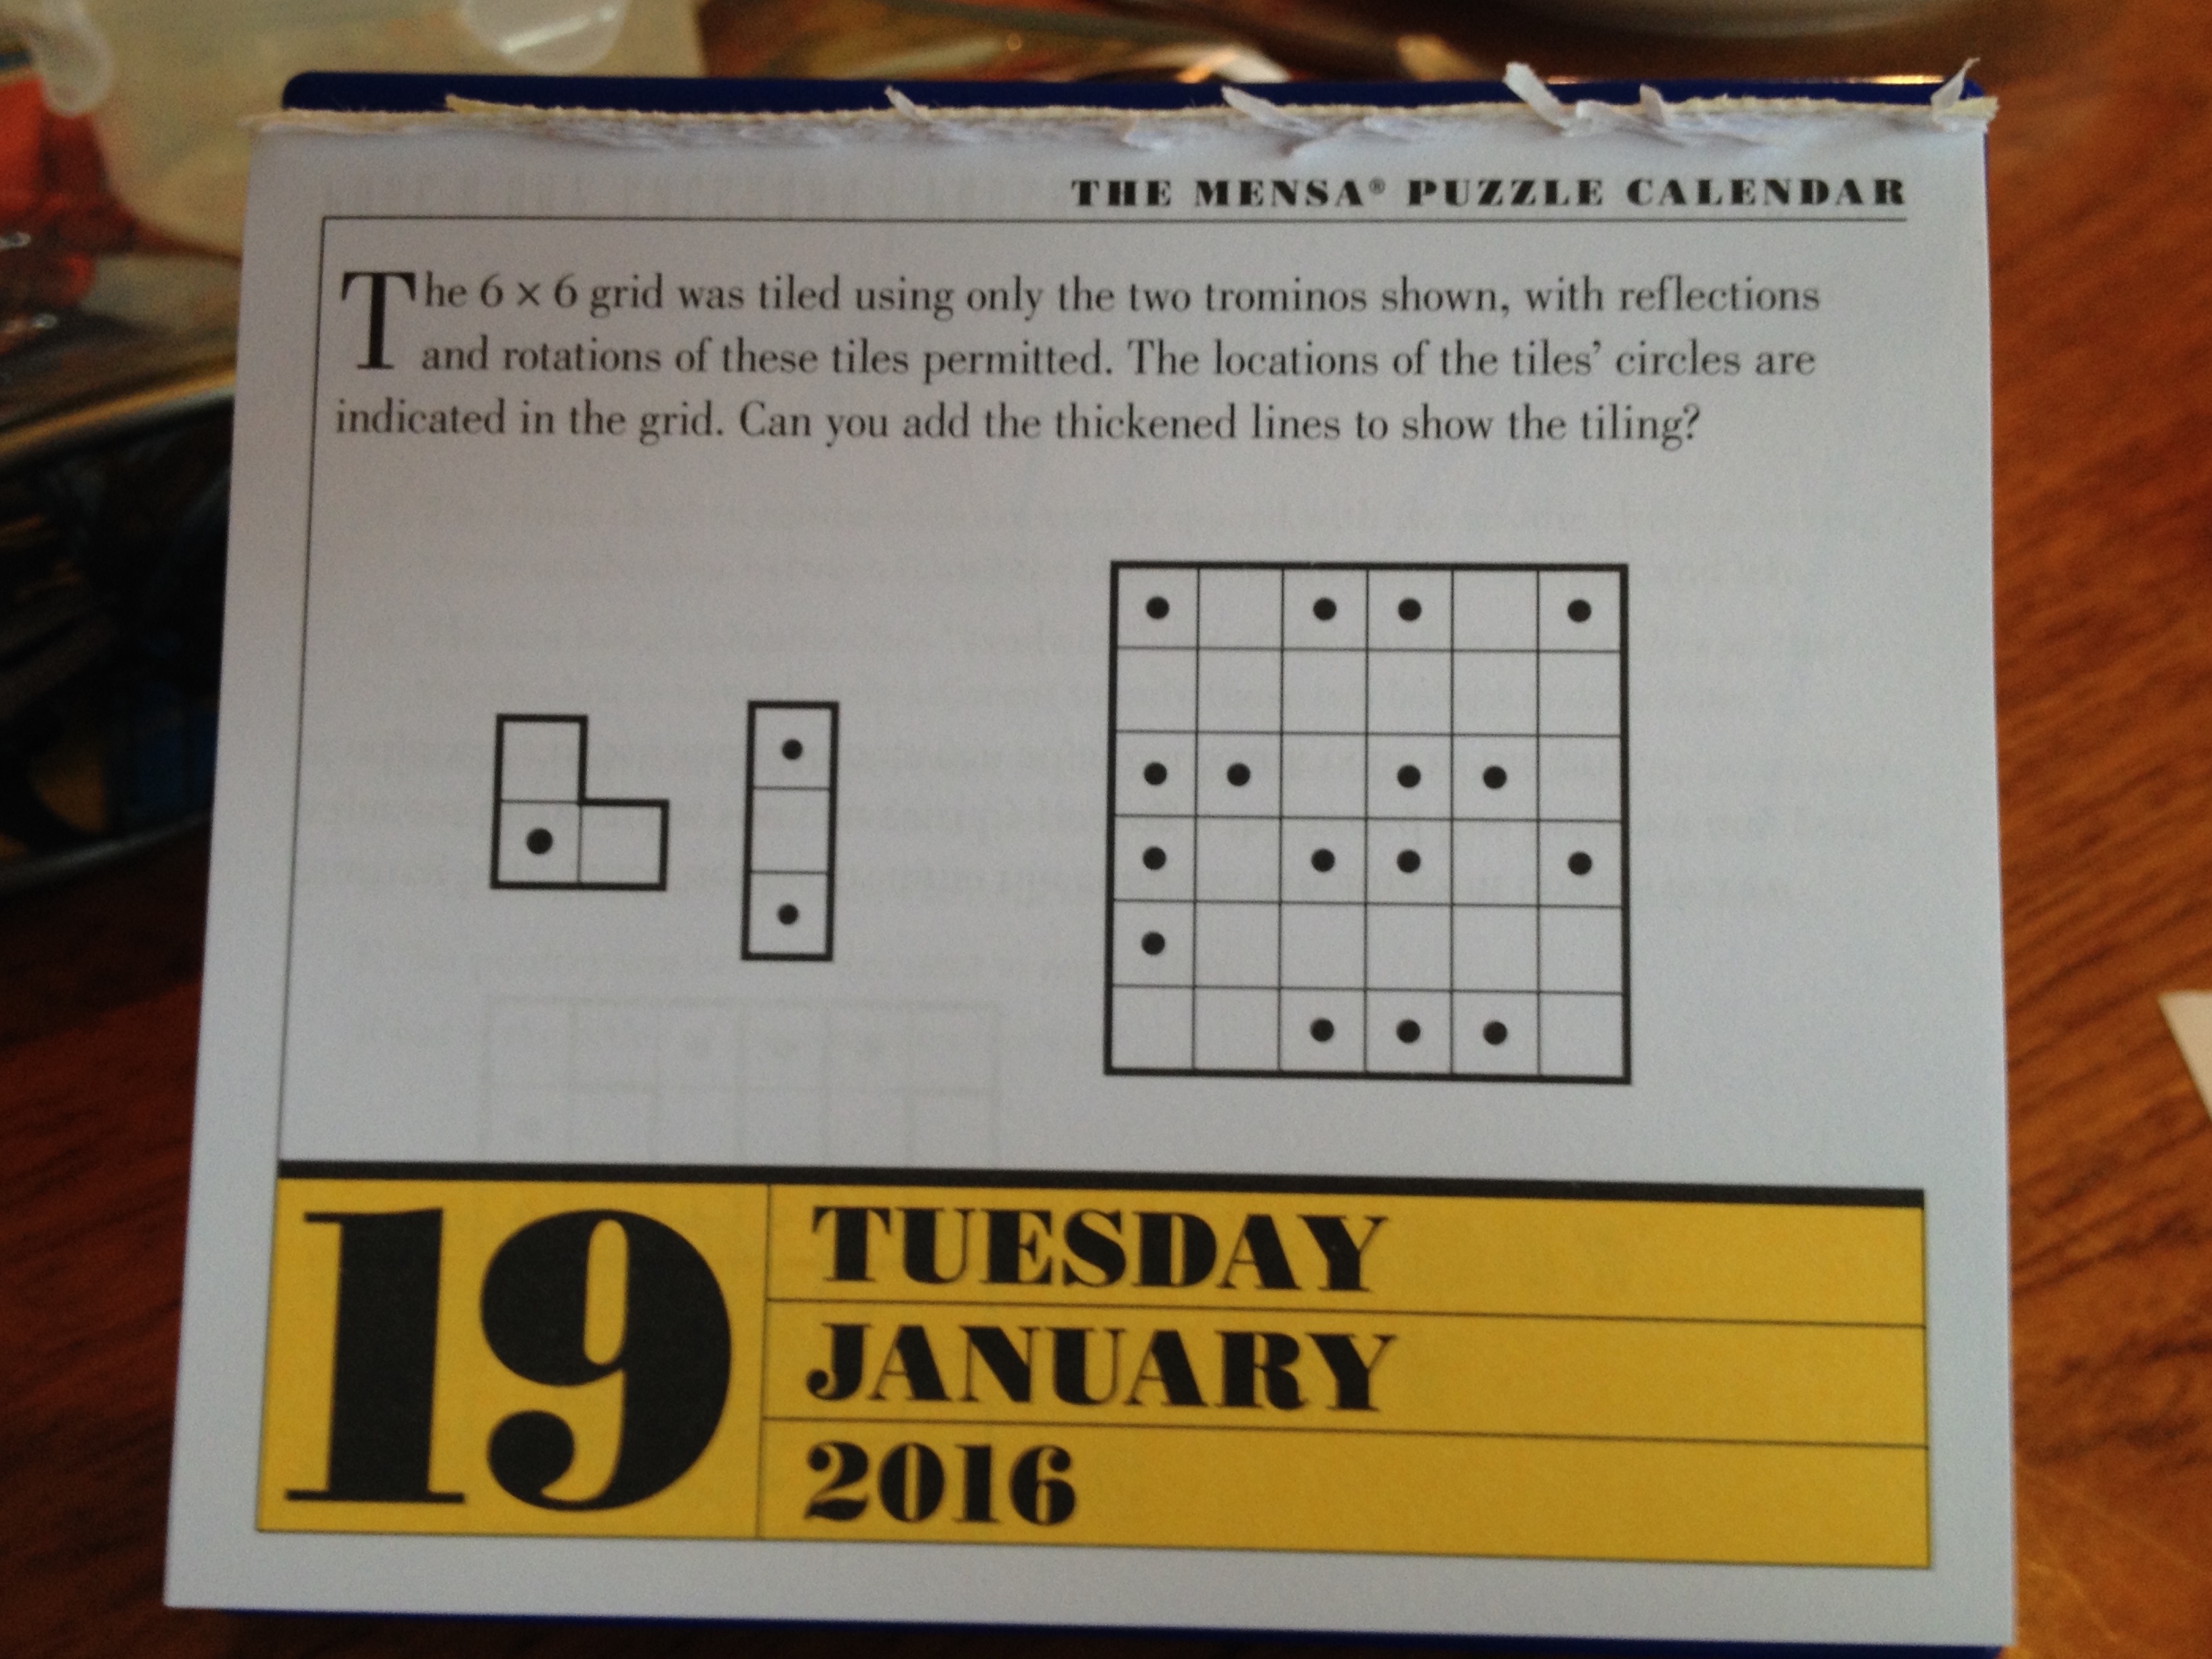 THE MENSA® PUZZLE CALENDAR
The 6 × 6 grid was tiled using only the two trominos shown, with reflections
and rotations of these tiles permitted. The locations of the tiles’ circles are
indicated in the grid. Can you add the thickened lines to show the tiling?
19
TUESDAY
JANUARY
2016